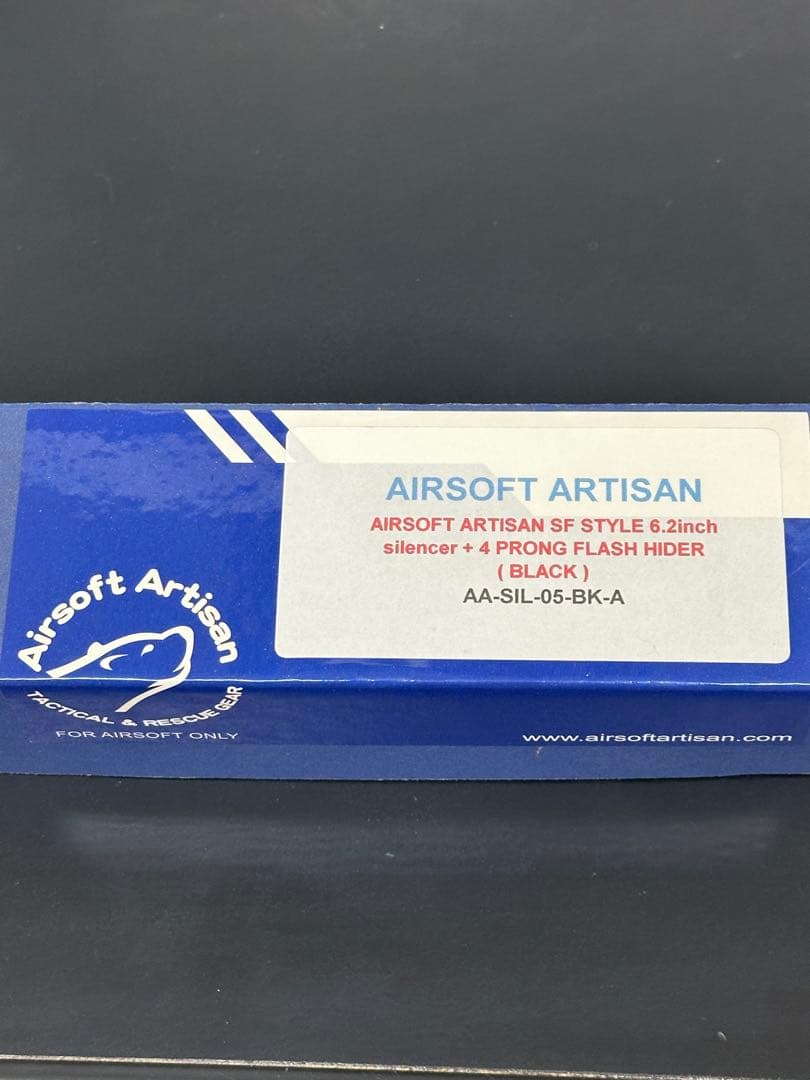 AIRSOFT ARTISAN
AIRSOFT ARTISAN SF STYLE 6.2inch
silencer + 4 PRONG FLASH HIDER
( BLACK )
AA-SIL-05-BK-A
Airsoft Artisan
TACTICAL & RESCUE GEAR
FOR AIRSOFT ONLY
www.airsoftartisan.com